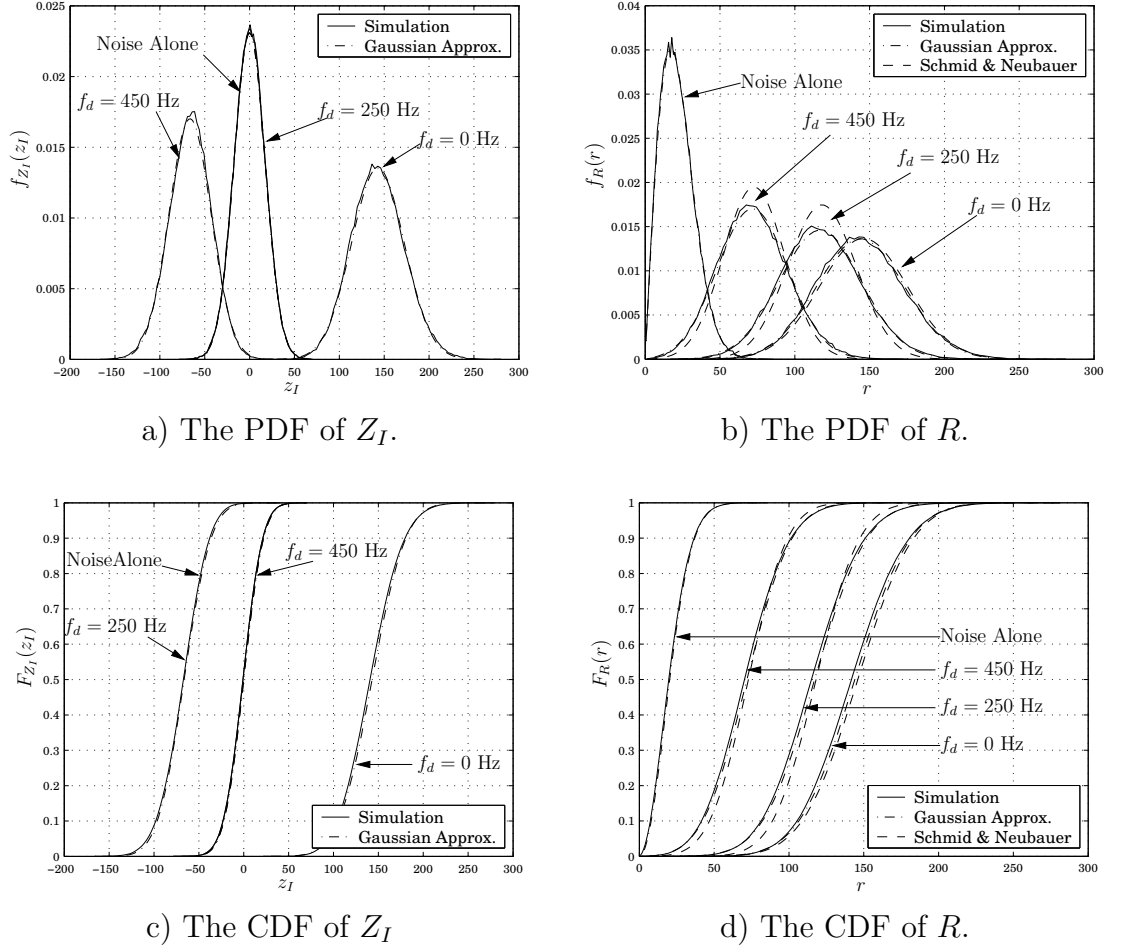 0.025
0.02
0.015
0.01
0.005
0
f_{Z_I}(z_I)
Simulation
Gaussian Approx.
Noise Alone
f_d = 450 Hz
f_d = 250 Hz
f_d = 0 Hz
−200 −150 −100 −50 0 50 100 150 200 250 300
z_I
a) The PDF of Z_I.
0.04
0.035
0.03
0.025
0.02
0.015
0.01
0.005
0
f_R(r)
Simulation
Gaussian Approx.
Schmid & Neubauer
Noise Alone
f_d = 450 Hz
f_d = 250 Hz
f_d = 0 Hz
0 50 100 150 200 250 300
r
b) The PDF of R.
1
0.9
0.8
0.7
0.6
0.5
0.4
0.3
0.2
0.1
0
F_{Z_I}(z_I)
NoiseAlone
f_d = 450 Hz
f_d = 250 Hz
f_d = 0 Hz
Simulation
Gaussian Approx.
−200 −150 −100 −50 0 50 100 150 200 250 300
z_I
c) The CDF of Z_I
1
0.9
0.8
0.7
0.6
0.5
0.4
0.3
0.2
0.1
0
F_R(r)
Noise Alone
f_d = 450 Hz
f_d = 250 Hz
f_d = 0 Hz
Simulation
Gaussian Approx.
Schmid & Neubauer
0 50 100 150 200 250 300
r
d) The CDF of R.